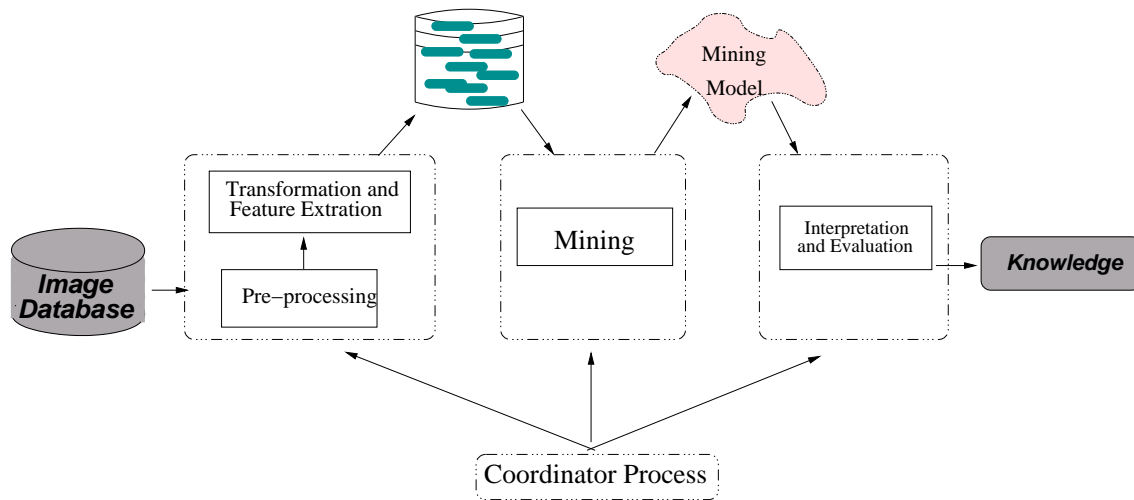 Mining
Model
Transformation and
Feature Extration
Pre-processing
Mining
Interpretation
and Evaluation
Image
Database
Knowledge
Coordinator Process